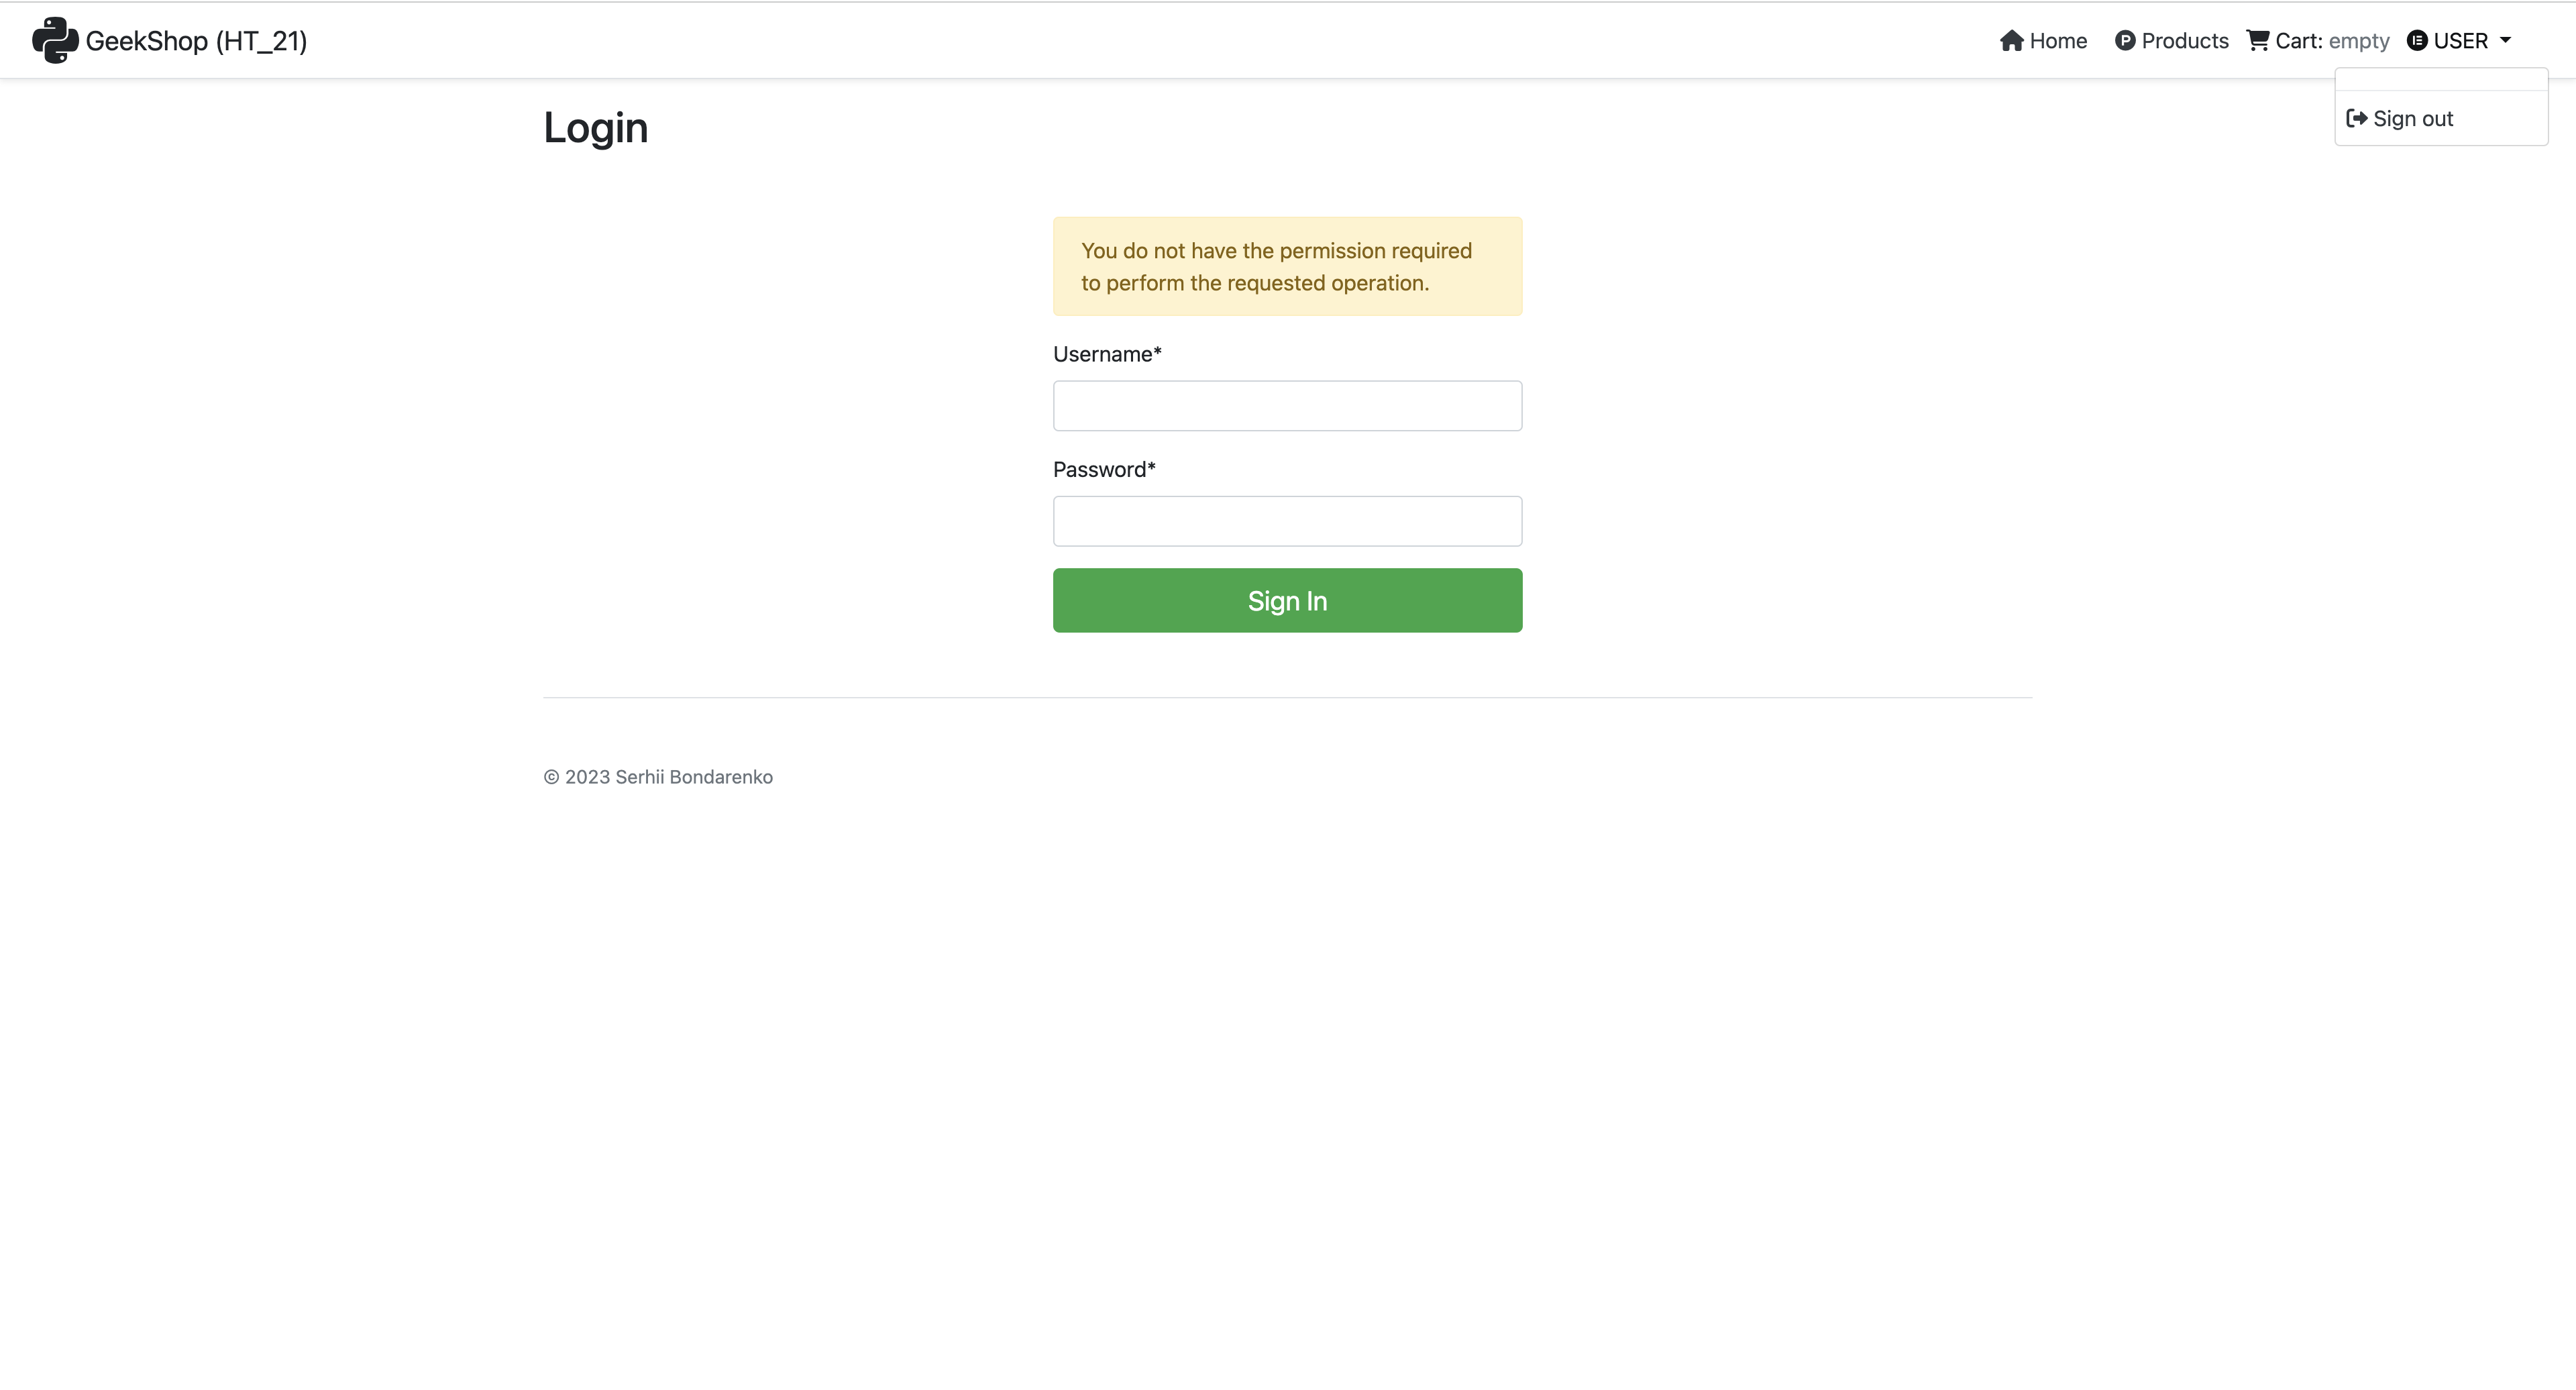 GeekShop (HT_21)
Home
Products
Cart: empty
USER
Sign out
Login
You do not have the permission required
to perform the requested operation.
Username*
Password*
Sign In
© 2023 Serhii Bondarenko